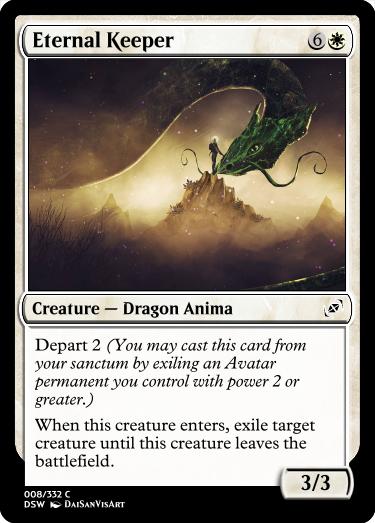 Eternal Keeper 6
Creature — Dragon Anima
Depart 2 (You may cast this card from
your sanctum by exiling an Avatar
permanent you control with power 2 or
greater.)
When this creature enters, exile target
creature until this creature leaves the
battlefield.
3/3
008/332 C
DSW DaiSanVisArt